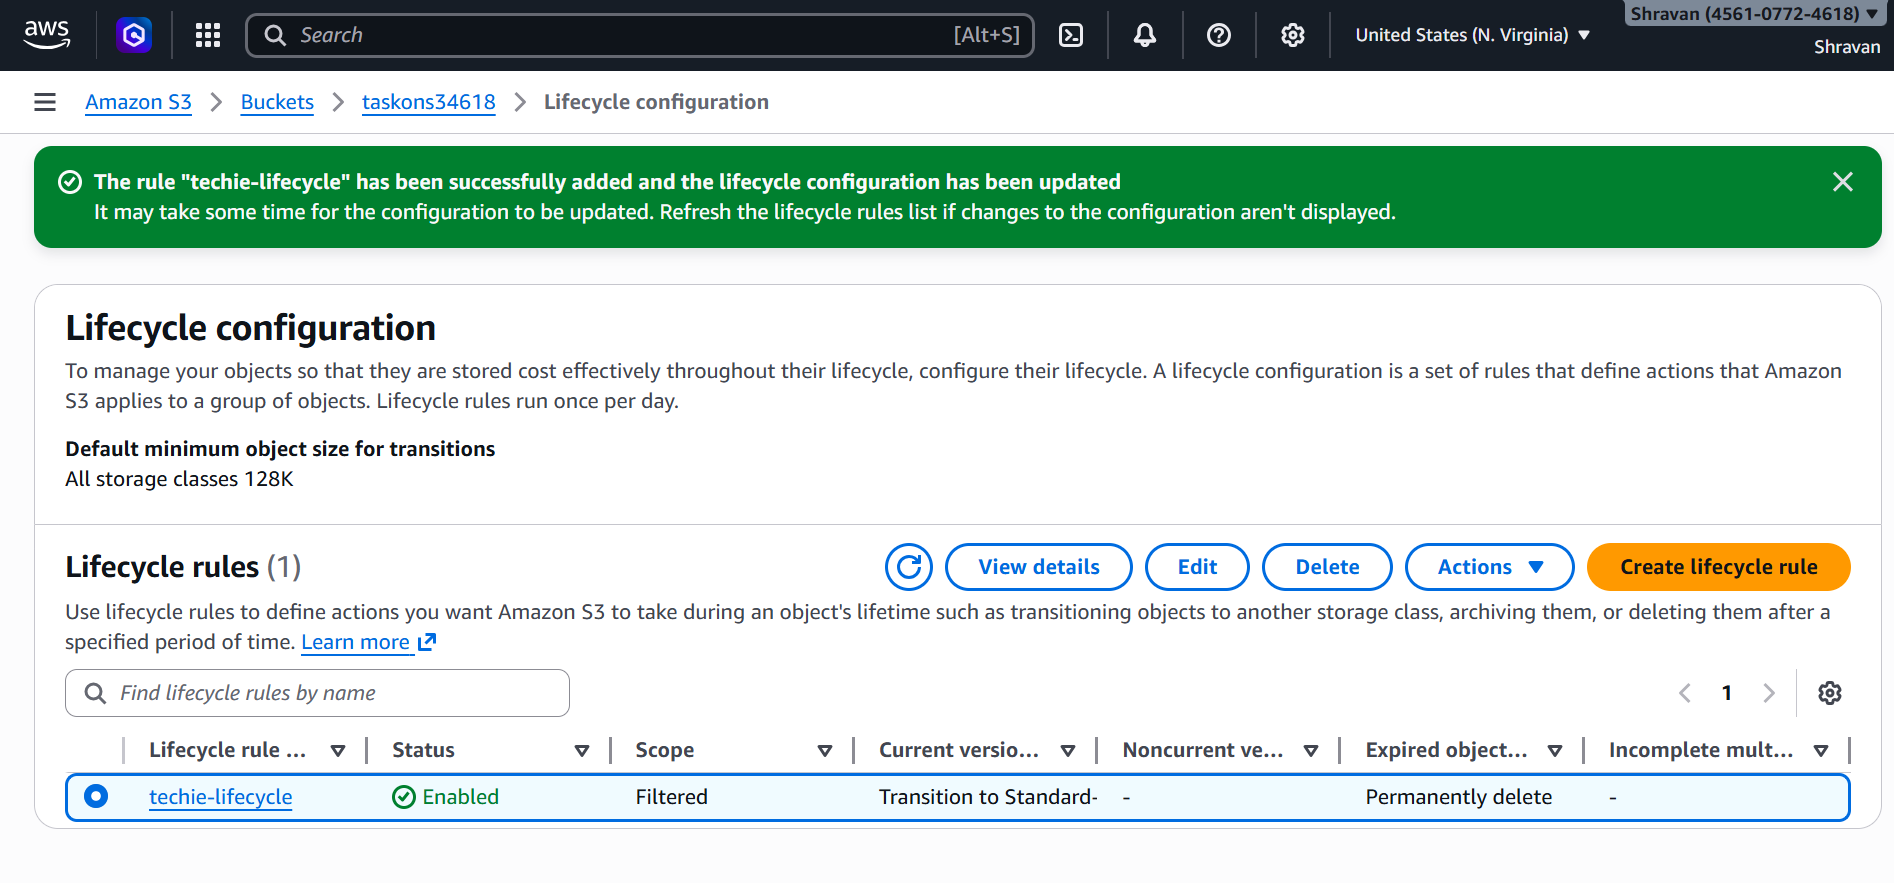 aws
Search [Alt+S]
United States (N. Virginia)
Shravan (4561-0772-4618)
Shravan
Amazon S3 Buckets taskons34618 Lifecycle configuration
The rule "techie-lifecycle" has been successfully added and the lifecycle configuration has been updated
It may take some time for the configuration to be updated. Refresh the lifecycle rules list if changes to the configuration aren't displayed.
Lifecycle configuration
To manage your objects so that they are stored cost effectively throughout their lifecycle, configure their lifecycle. A lifecycle configuration is a set of rules that define actions that Amazon
S3 applies to a group of objects. Lifecycle rules run once per day.
Default minimum object size for transitions
All storage classes 128K
Lifecycle rules (1) View details Edit Delete Actions Create lifecycle rule
Use lifecycle rules to define actions you want Amazon S3 to take during an object's lifetime such as transitioning objects to another storage class, archiving them, or deleting them after a
specified period of time. Learn more
Find lifecycle rules by name 1
Lifecycle rule ... Status Scope Current versio... Noncurrent ve... Expired object... Incomplete mult...
techie-lifecycle Enabled Filtered Transition to Standard- - Permanently delete -